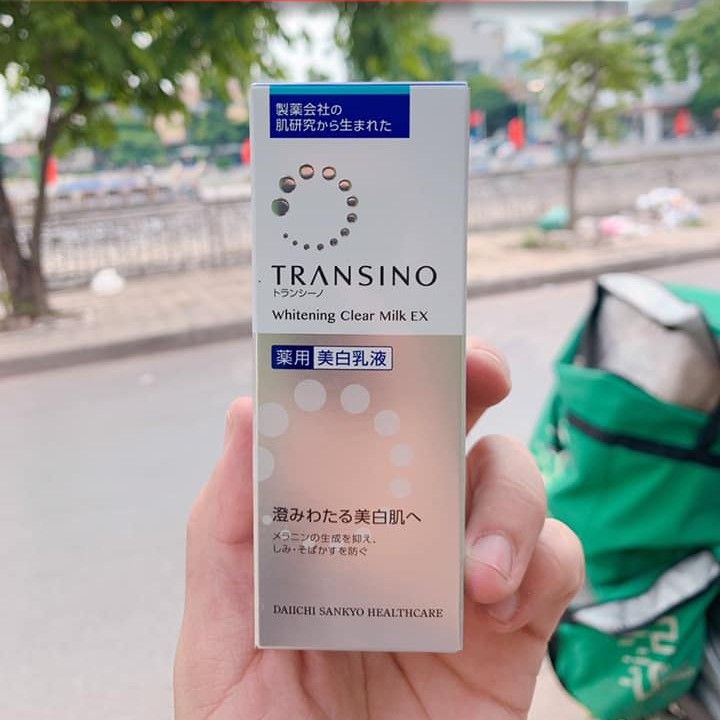 製薬会社の
肌研究から生まれた
TRANSINO
トランシーノ
Whitening Clear Milk EX
薬用 美白乳液
澄みわたる美白肌へ
メラニンの生成を抑え、
しみ・そばかすを防ぐ
DAIICHI SANKYO HEALTHCARE